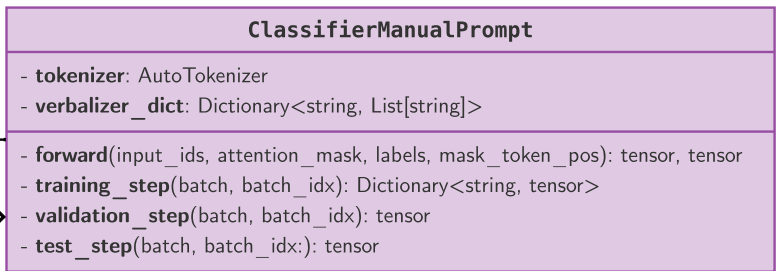 ClassifierManualPrompt
- tokenizer: AutoTokenizer
- verbalizer_dict: Dictionary<string, List[string]>
- forward(input_ids, attention_mask, labels, mask_token_pos): tensor, tensor
- training_step(batch, batch_idx): Dictionary<string, tensor>
- validation_step(batch, batch_idx): tensor
- test_step(batch, batch_idx:): tensor